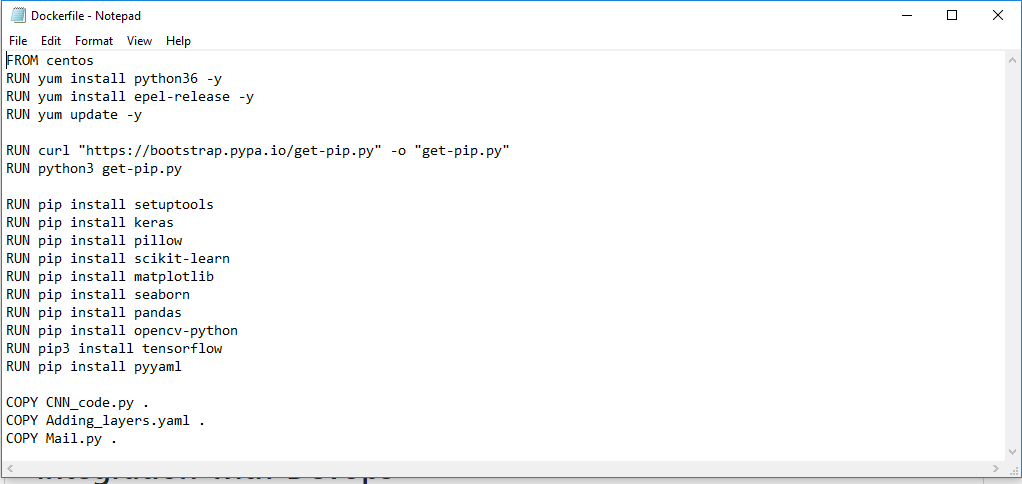 Dockerfile - Notepad
File Edit Format View Help
FROM centos
RUN yum install python36 -y
RUN yum install epel-release -y
RUN yum update -y
RUN curl "https://bootstrap.pypa.io/get-pip.py" -o "get-pip.py"
RUN python3 get-pip.py
RUN pip install setuptools
RUN pip install keras
RUN pip install pillow
RUN pip install scikit-learn
RUN pip install matplotlib
RUN pip install seaborn
RUN pip install pandas
RUN pip install opencv-python
RUN pip3 install tensorflow
RUN pip install pyyaml
COPY CNN_code.py .
COPY Adding_layers.yaml .
COPY Mail.py .